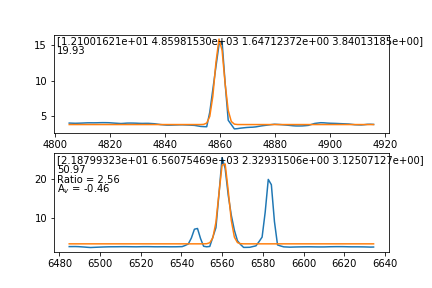 [1.21001621e+01 4.85981530e+03 1.64712372e+00 3.84013185e+00]
19.93
15
10
5
4800 4820 4840 4860 4880 4900 4920
[2.18799323e+01 6.56075469e+03 2.32931506e+00 3.12507127e+00]
50.97
Ratio = 2.56
Aᵥ = -0.46
20
10
6480 6500 6520 6540 6560 6580 6600 6620 6640